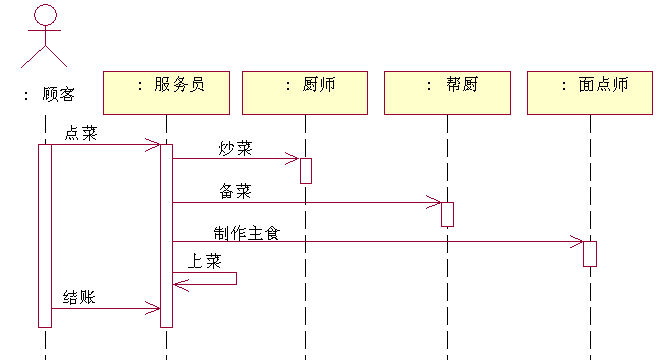 : 顾客
: 服务员
: 厨师
: 帮厨
: 面点师
点菜
炒菜
备菜
制作主食
上菜
结账